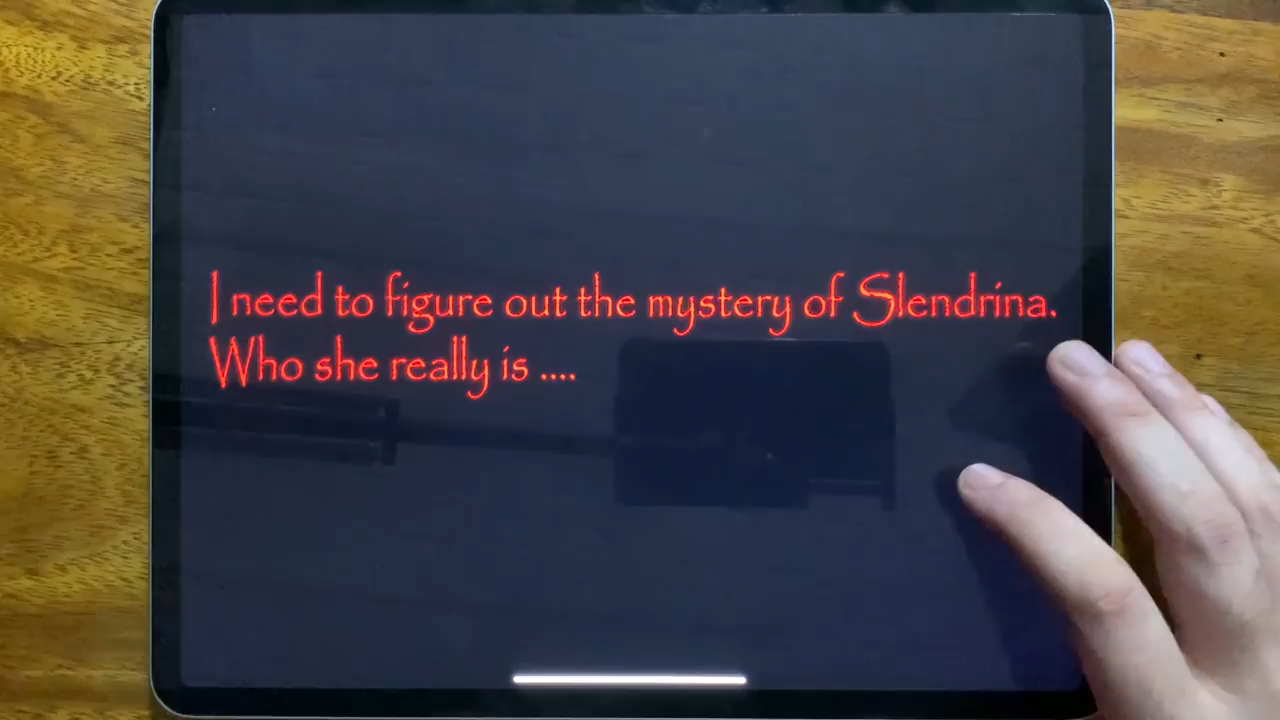 I need to figure out the mystery of Slendrina.
Who she really is ....